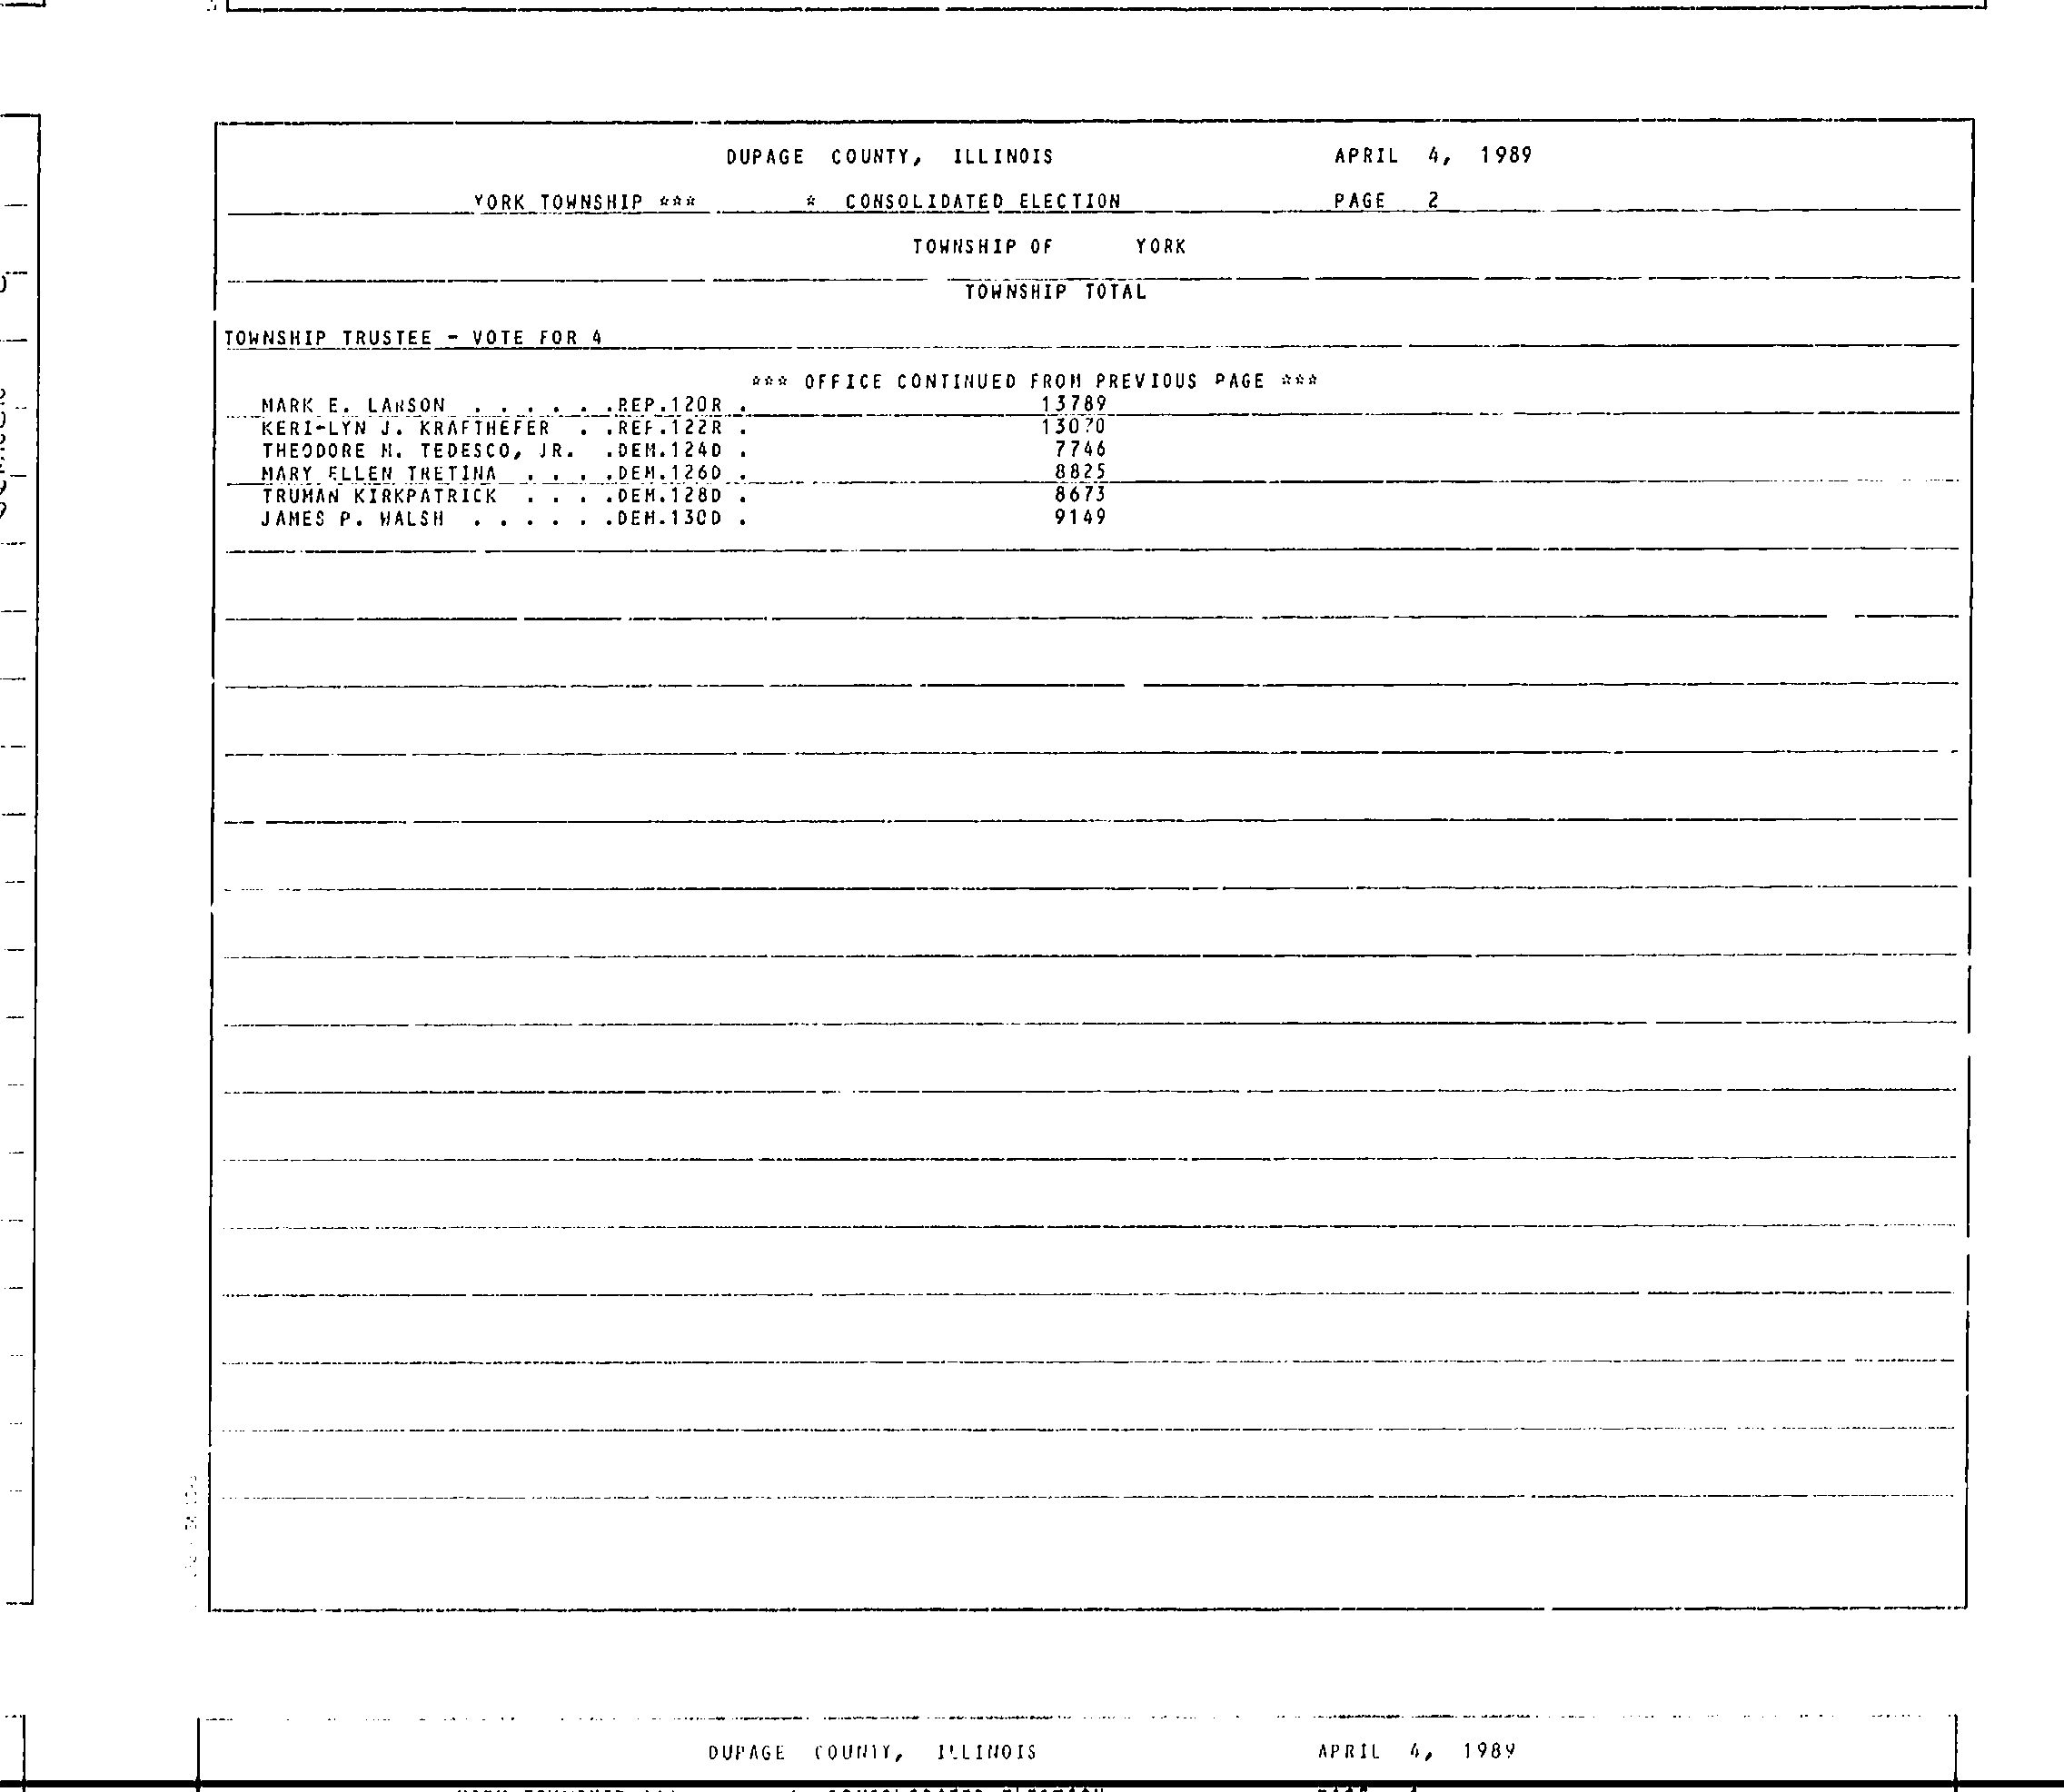 DUPAGE COUNTY, ILLINOIS APRIL 4, 1989
YORK TOWNSHIP *** * CONSOLIDATED ELECTION PAGE 2
TOWNSHIP OF YORK
TOWNSHIP TOTAL
TOWNSHIP TRUSTEE - VOTE FOR 4
*** OFFICE CONTINUED FROM PREVIOUS PAGE ***
MARK E. LARSON . . . . . .REP.120R . 13789
KERI-LYN J. KRAFTHEFER . .REP.122R . 13070
THEODORE M. TEDESCO, JR. .DEM.124D . 7746
MARY ELLEN TRETINA . . . .DEM.126D . 8825
TRUMAN KIRKPATRICK . . . .DEM.128D . 8673
JAMES P. WALSH . . . . . .DEM.130D . 9149
DUPAGE COUNTY, ILLINOIS APRIL 4, 1989